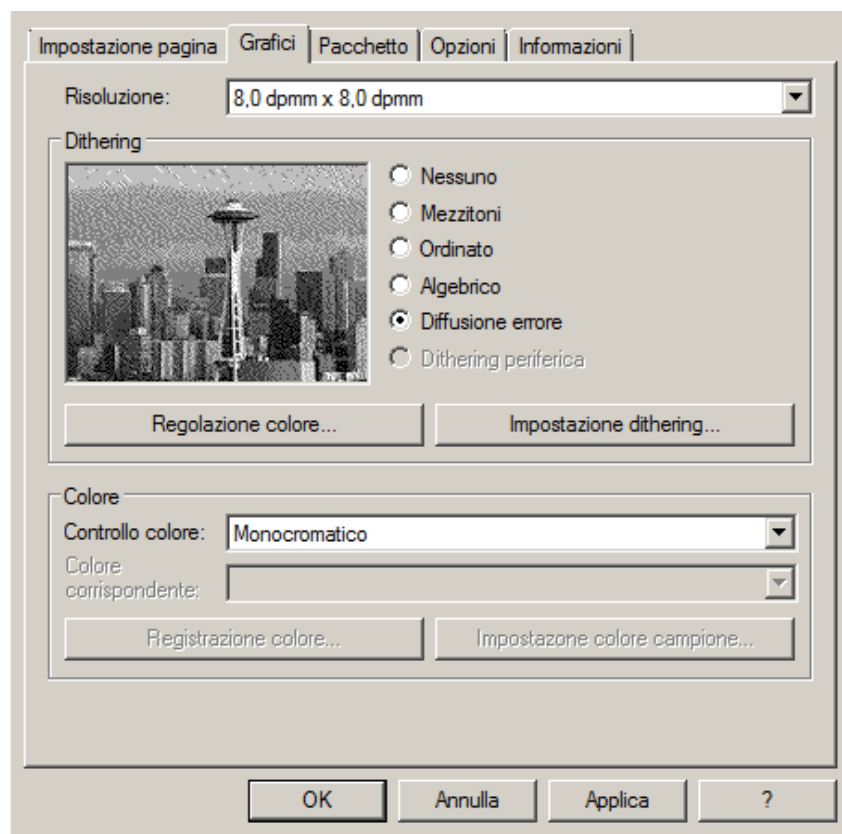 Impostazione pagina Grafici Pacchetto Opzioni Informazioni
Risoluzione: 8,0 dpmm x 8,0 dpmm
Dithering
Nessuno
Mezzitoni
Ordinato
Algebrico
Diffusione errore
Dithering periferica
Regolazione colore... Impostazione dithering...
Colore
Controllo colore: Monocromatico
Colore
corrispondente:
Registrazione colore... Impostazone colore campione...
OK Annulla Applica ?